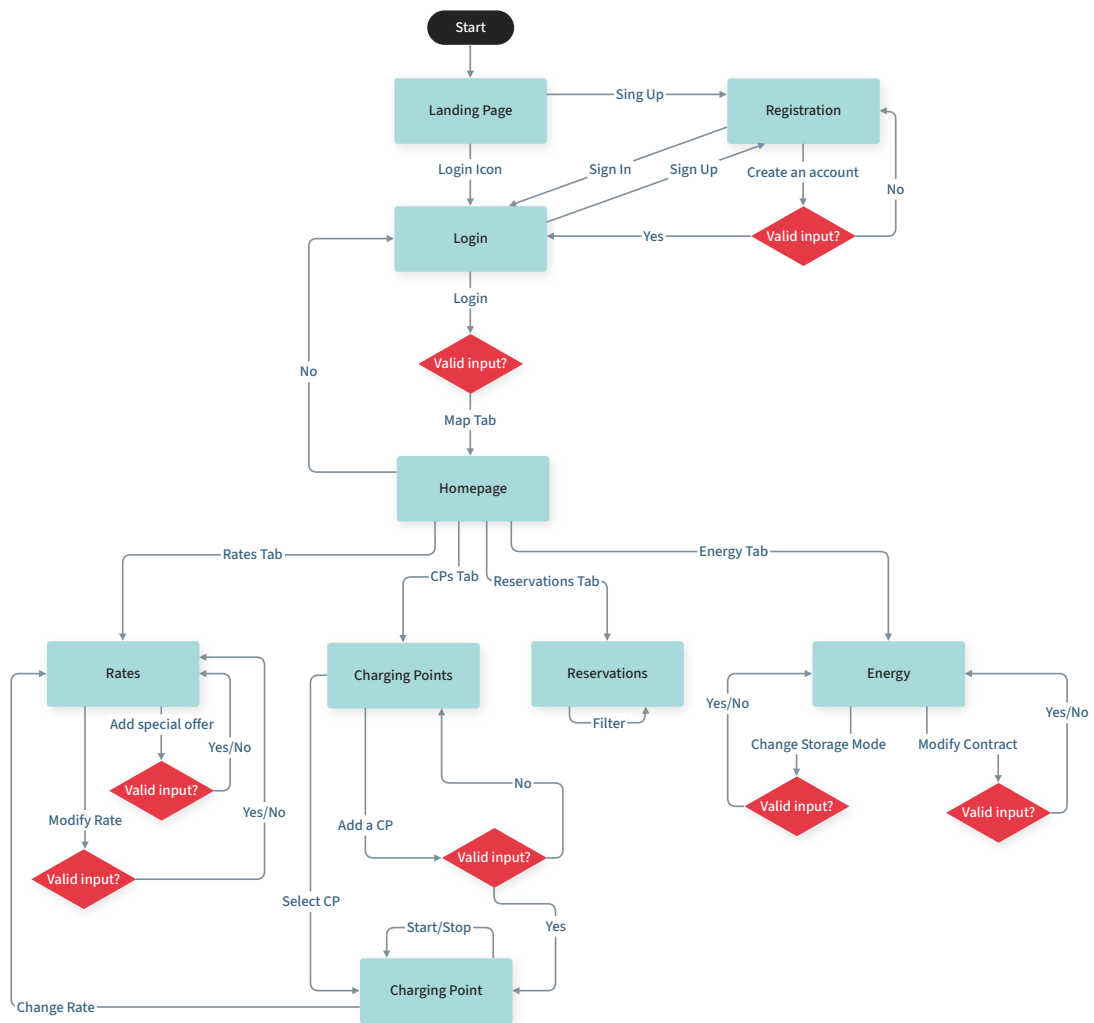 Start
Landing Page
Sing Up
Registration
Login Icon
Sign In
Sign Up
Create an account
No
Login
Yes
Valid input?
Login
Valid input?
No
Map Tab
Homepage
Rates Tab
CPs Tab
Reservations Tab
Energy Tab
Rates
Charging Points
Reservations
Energy
Add special offer
Yes/No
Filter
Yes/No
Yes/No
Change Storage Mode
Modify Contract
Valid input?
No
Valid input?
Valid input?
Modify Rate
Yes/No
Add a CP
Valid input?
Valid input?
Select CP
Start/Stop
Yes
Charging Point
Change Rate